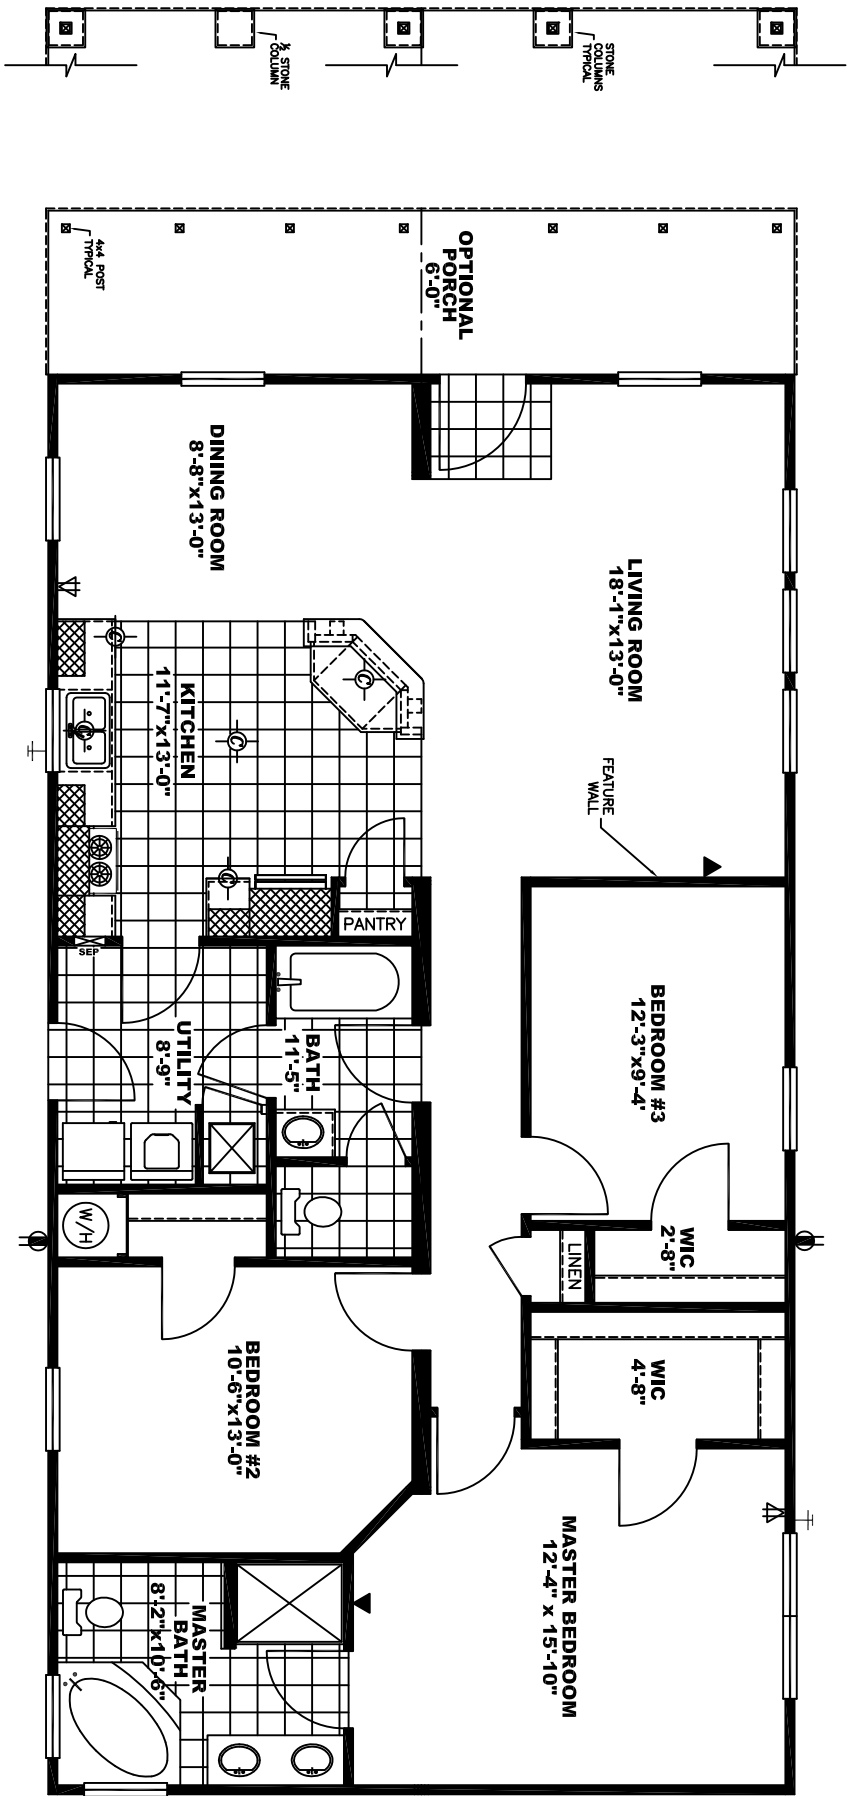 ½ STONE
COLUMN
STONE
COLUMNS
TYPICAL
4x4 POST
TYPICAL
OPTIONAL
PORCH
6'-0"
DINING ROOM
8'-8"x13'-0"
LIVING ROOM
18'-1"x13'-0"
KITCHEN
11'-7"x13'-0"
C
C
C
C
C
FEATURE
WALL
PANTRY
SEP
UTILITY
8'-9"
BATH
11'-5"
BEDROOM #3
12'-3"x9'-4'
W/H
LINEN
WIC
2'-8"
WIC
4'-8"
BEDROOM #2
10'-6"x13'-0"
MASTER BEDROOM
12'-4" x 15'-10"
MASTER
BATH
8'-2"x10'-6"